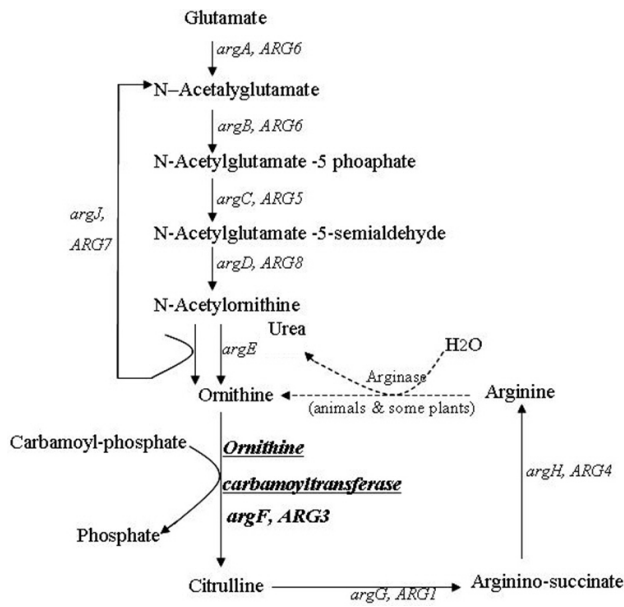 Glutamate
argA, ARG6
N–Acetalyglutamate
argB, ARG6
N-Acetylglutamate -5 phoaphate
argC, ARG5
argJ,
ARG7
N-Acetylglutamate -5-semialdehyde
argD, ARG8
N-Acetylornithine
Urea
argE
H2O
Arginase
Ornithine
(animals & some plants)
Arginine
Carbamoyl-phosphate
Ornithine
carbamoyltransferase
argF, ARG3
argH, ARG4
Phosphate
Citrulline
argG, ARG1
Arginino-succinate